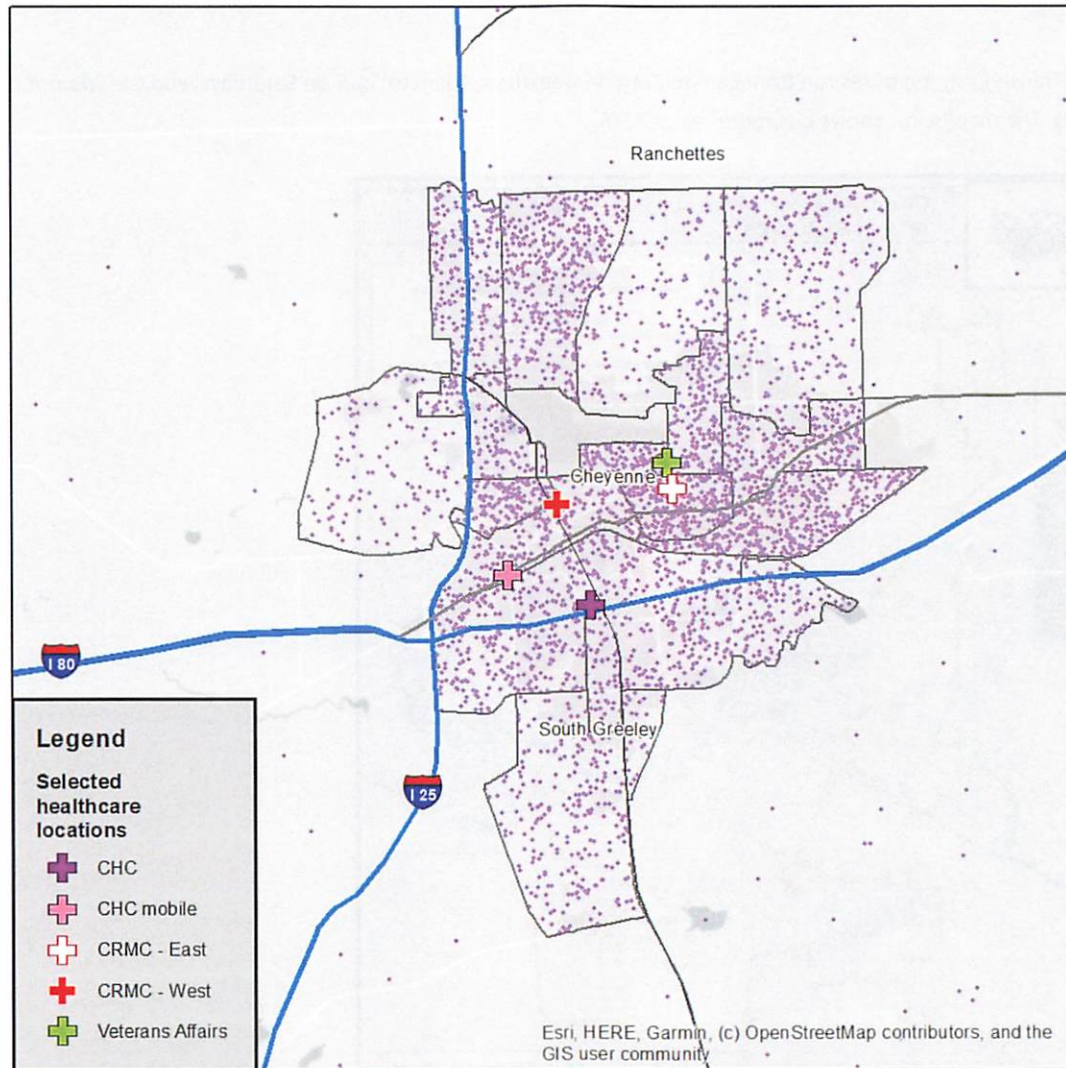 Ranchettes
Cheyenne
I 80
South Greeley
I 25
Legend
Selected
healthcare
locations
CHC
CHC mobile
CRMC - East
CRMC - West
Veterans Affairs
Esri, HERE, Garmin, (c) OpenStreetMap contributors, and the
GIS user community